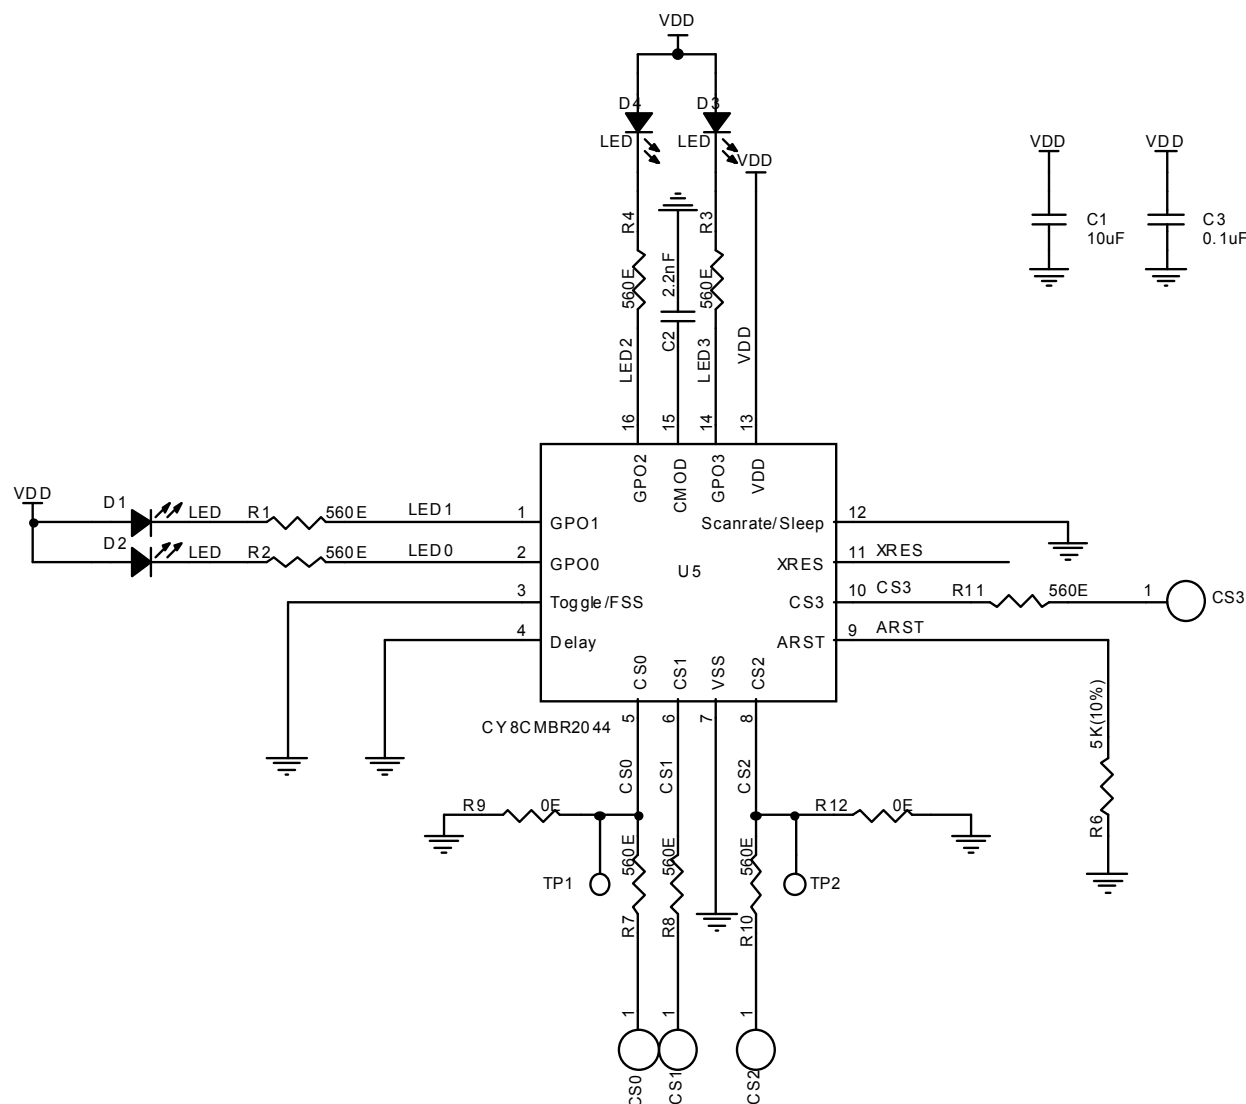 VDD
D4
D3
LED
LED
VDD
VDD
VDD
R4
R3
C1
10uF
C3
0.1uF
560E
2.2nF
560E
C2
LED2
LED3
VDD
16
15
14
13
GPO2
CMOD
GPO3
VDD
VDD
D1
LED
R1
560E
LED1
1
GPO1
Scanrate/Sleep
12
D2
LED
R2
560E
LED0
2
GPO0
XRES
11
XRES
U5
3
Toggle/FSS
CS3
10
CS3
R11
560E
1
CS3
4
Delay
ARST
9
ARST
CS0
CS1
VSS
CS2
CY8CMBR2044
5
6
7
8
5K(10%)
R6
CS0
CS1
CS2
R9
0E
R12
0E
560E
560E
560E
TP1
TP2
R7
R8
R10
1
1
1
CS0
CS1
CS2